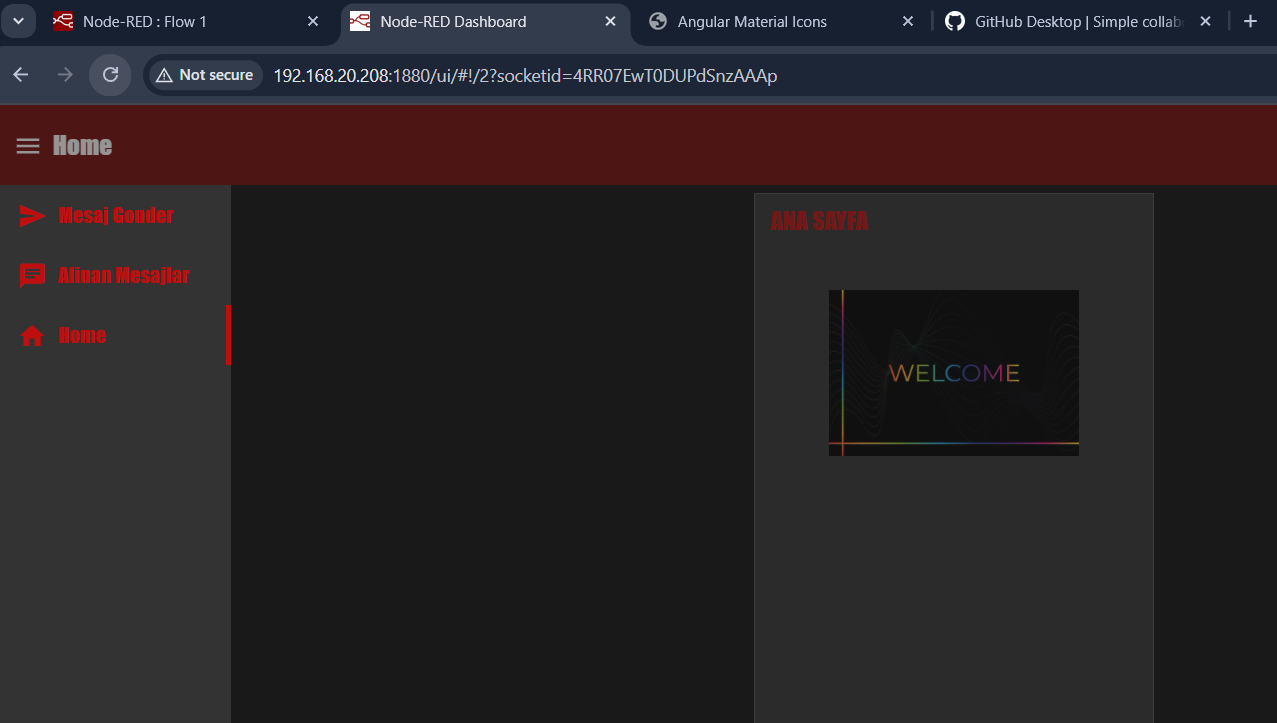 Node-RED : Flow 1
Node-RED Dashboard
Angular Material Icons
GitHub Desktop | Simple collab
Not secure
192.168.20.208:1880/ui/#!/2?socketid=4RR07EwT0DUPdSnzAAAp
Home
Mesaj Gonder
Alinan Mesajlar
Home
ANA SAYFA
WELCOME